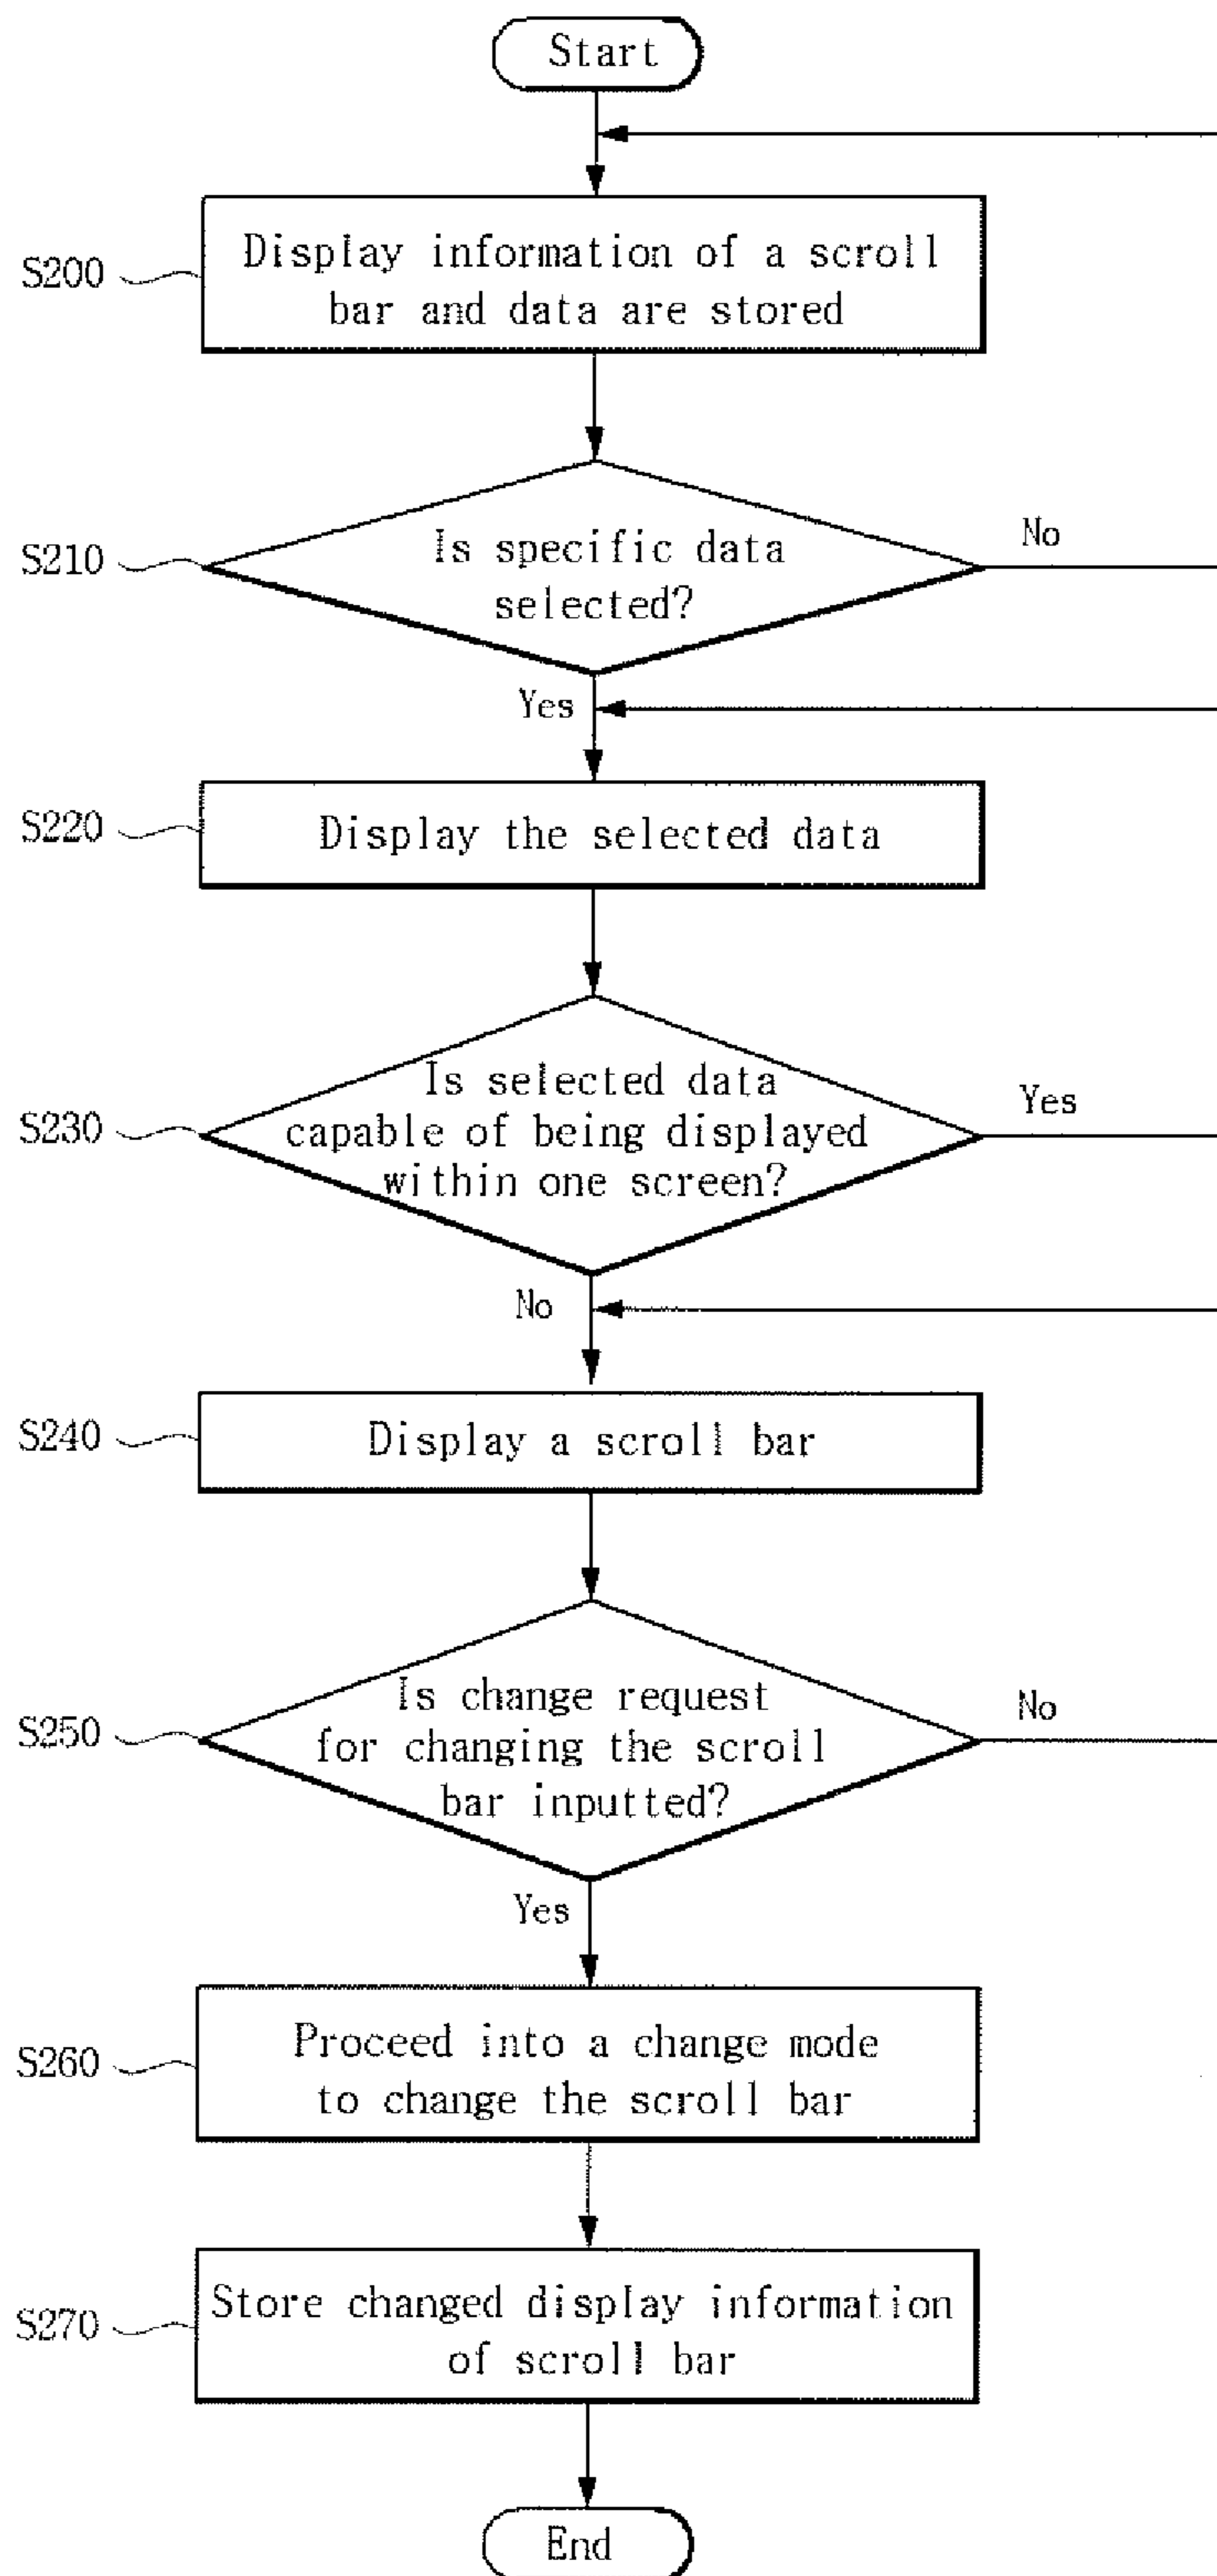 Start
S200
Display information of a scroll
bar and data are stored
S210
Is specific data
selected?
No
Yes
S220
Display the selected data
S230
Is selected data
capable of being displayed
within one screen?
Yes
No
S240
Display a scroll bar
S250
Is change request
for changing the scroll
bar inputted?
No
Yes
S260
Proceed into a change mode
to change the scroll bar
S270
Store changed display information
of scroll bar
End